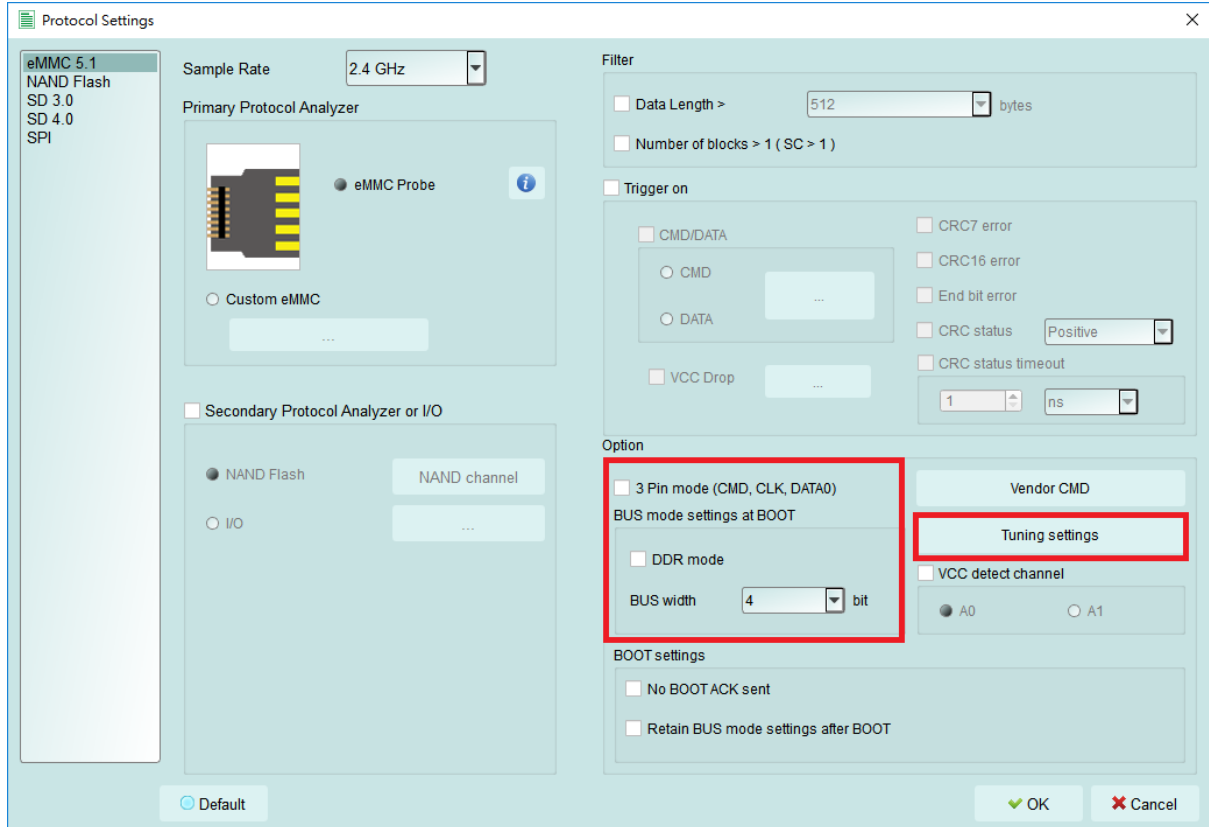 Protocol Settings
eMMC 5.1
NAND Flash
SD 3.0
SD 4.0
SPI
Sample Rate
2.4 GHz
Primary Protocol Analyzer
eMMC Probe
i
Custom eMMC
...
Secondary Protocol Analyzer or I/O
NAND Flash
NAND channel
I/O
...
Filter
Data Length >
512
bytes
Number of blocks > 1 ( SC > 1 )
Trigger on
CMD/DATA
CMD
...
DATA
VCC Drop
...
CRC7 error
CRC16 error
End bit error
CRC status
Positive
CRC status timeout
1
ns
Option
3 Pin mode (CMD, CLK, DATA0)
BUS mode settings at BOOT
DDR mode
BUS width
4
bit
Vendor CMD
Tuning settings
VCC detect channel
A0
A1
BOOT settings
No BOOT ACK sent
Retain BUS mode settings after BOOT
Default
OK
Cancel